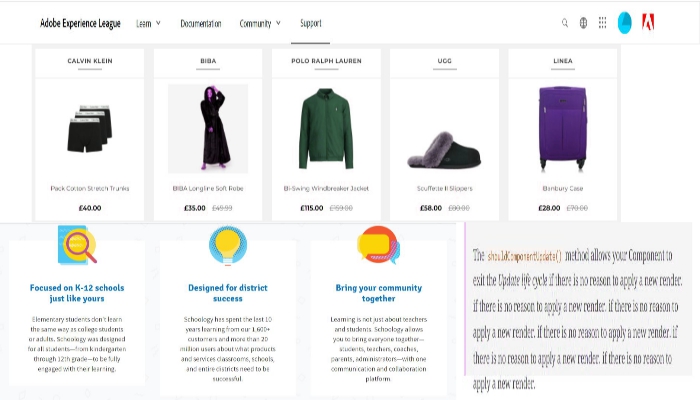 Adobe Experience League Learn Documentation Community Support
CALVIN KLEIN
Pack Cotton Stretch Trunks
£40.00
BIBA
BIBA Longline Soft Robe
£35.00 £49.99
POLO RALPH LAUREN
Bi-Swing Windbreaker Jacket
£115.00 £159.00
UGG
Scuffette II Slippers
£58.00 £90.00
LINEA
Banbury Case
£28.00 £70.00
Focused on K-12 schools
just like yours
Elementary students don't learn
the same way as college students
or adults. Schoology was designed
for all students—from kindergarten
through 12th grade—to be fully
engaged with their learning.
Designed for district
success
Schoology has spent the last 10
years learning from our 1,600+
customers and more than 20
million users about what products
and services classrooms, schools,
and entire districts need to be
successful.
Bring your community
together
Learning is not just about teachers
and students. Schoology allows
you to bring everyone together—
students, teachers, coaches,
parents, administrators—with one
communication and collaboration
platform.
The shouldComponentUpdate() method allows your Component to
exit the Update life cycle if there is no reason to apply a new render.
if there is no reason to apply a new render. if there is no reason to
apply a new render. if there is no reason to apply a new render. if
there is no reason to apply a new render. if there is no reason to
apply a new render.